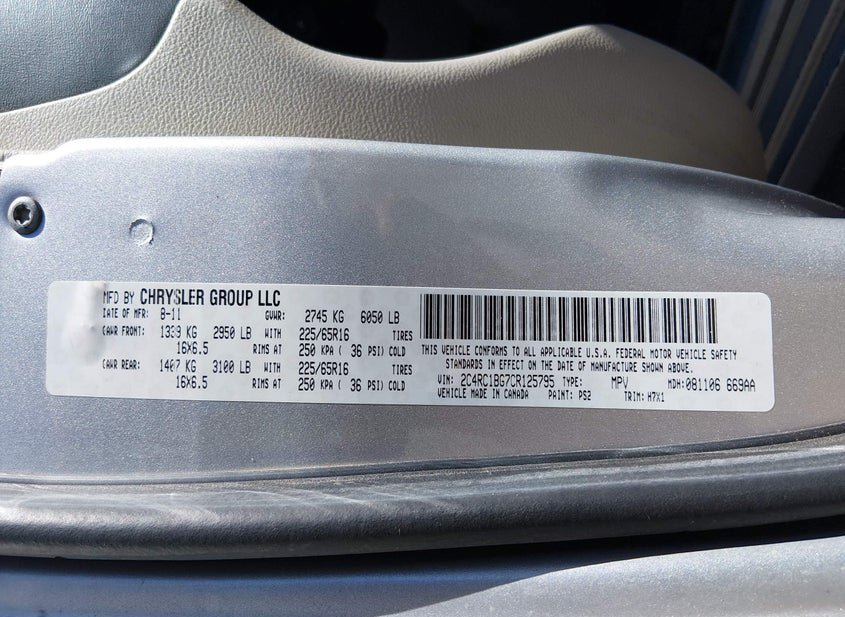 MFD BY CHRYSLER GROUP LLC
DATE OF MFR: 8-11 GVWR: 2745 KG 6050 LB
GAWR FRONT: 1339 KG 2950 LB WITH 225/65R16 TIRES
16X6.5 RIMS AT 250 KPA ( 36 PSI) COLD
GAWR REAR: 1407 KG 3100 LB WITH 225/65R16 TIRES
16X6.5 RIMS AT 250 KPA ( 36 PSI) COLD
THIS VEHICLE CONFORMS TO ALL APPLICABLE U.S.A. FEDERAL MOTOR VEHICLE SAFETY
STANDARDS IN EFFECT ON THE DATE OF MANUFACTURE SHOWN ABOVE.
VIN: 2C4RC1BG7CR125795 TYPE: MPV MDH: 081106 669AA
VEHICLE MADE IN CANADA PAINT: PS2 TRIM: H7X1